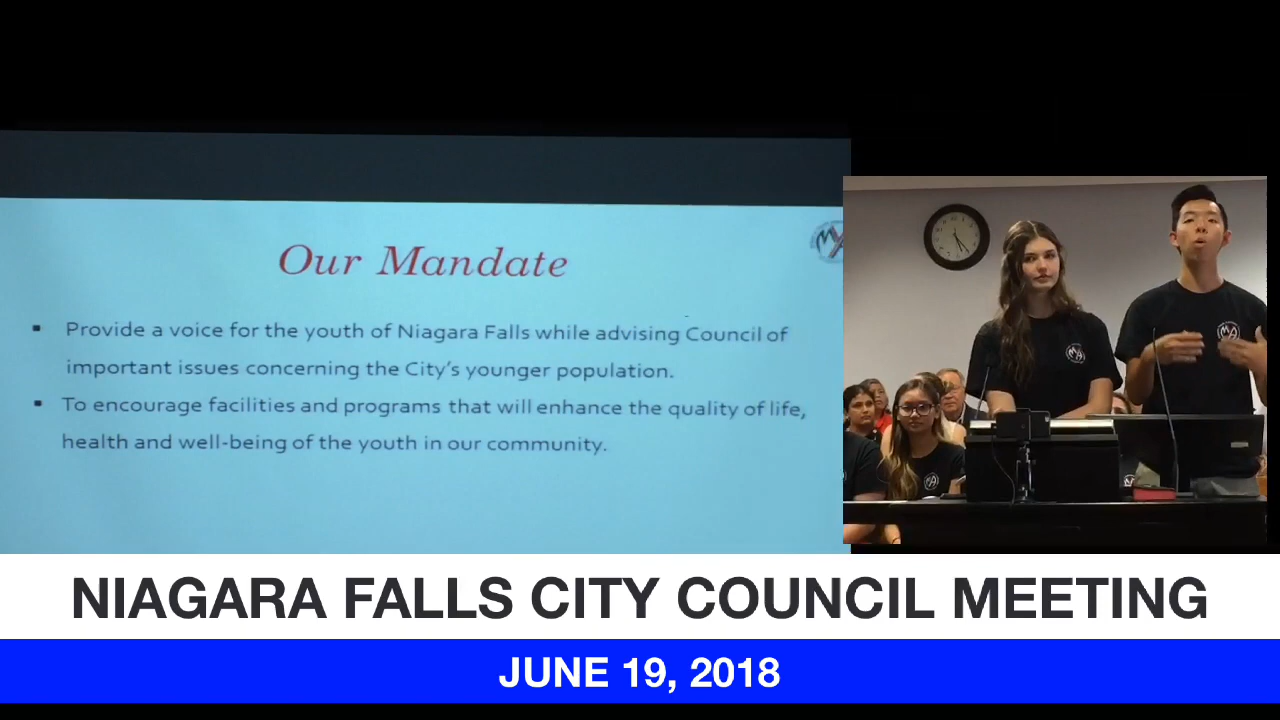 Our Mandate
Provide a voice for the youth of Niagara Falls while advising Council of
important issues concerning the City's younger population.
To encourage facilities and programs that will enhance the quality of life,
health and well-being of the youth in our community.
NIAGARA FALLS CITY COUNCIL MEETING
JUNE 19, 2018